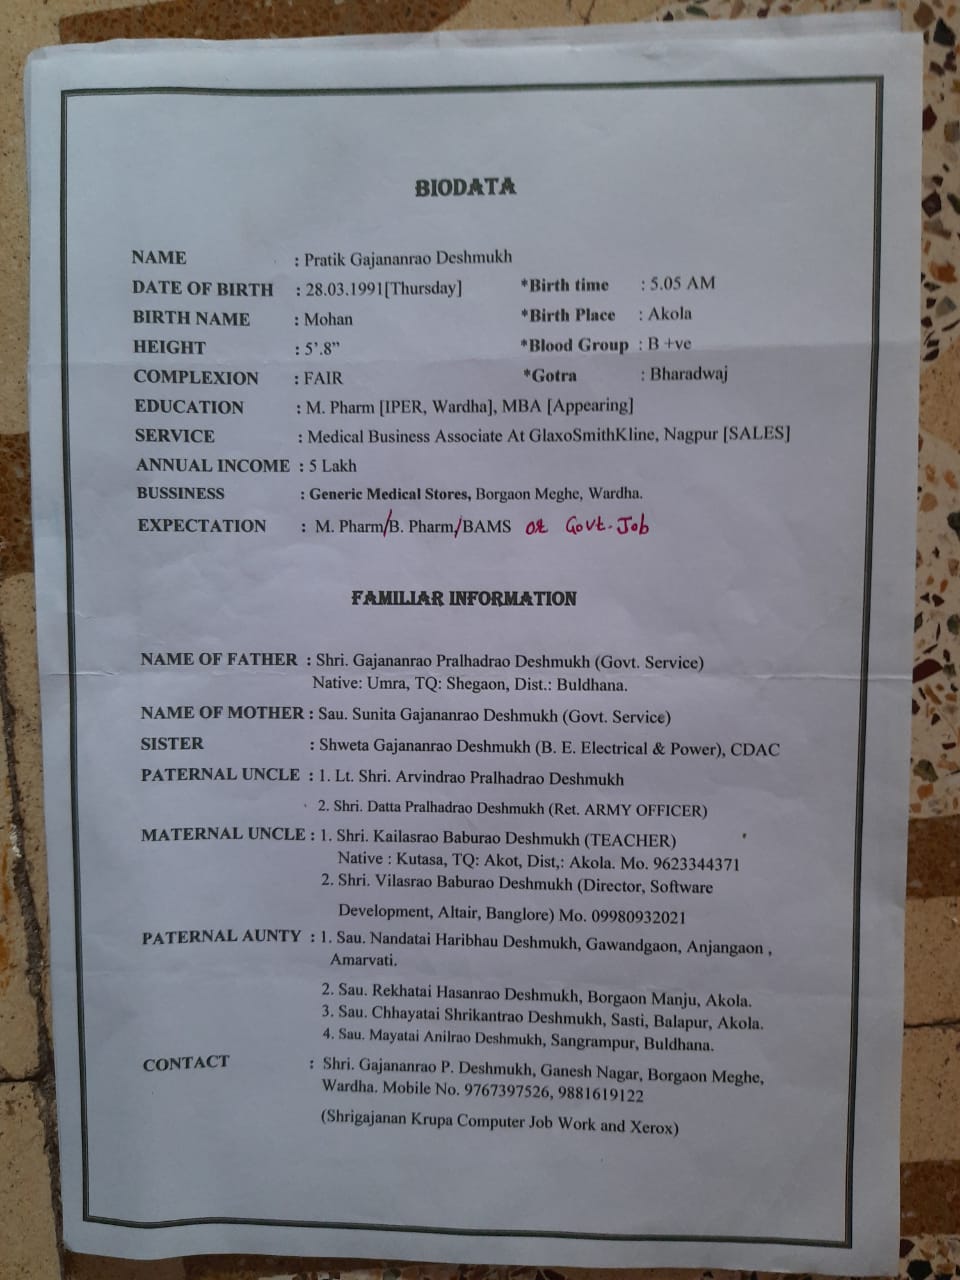 BIODATA
NAME : Pratik Gajananrao Deshmukh
DATE OF BIRTH : 28.03.1991[Thursday] *Birth time : 5.05 AM
BIRTH NAME : Mohan *Birth Place : Akola
HEIGHT : 5'.8" *Blood Group : B +ve
COMPLEXION : FAIR *Gotra : Bharadwaj
EDUCATION : M. Pharm [IPER, Wardha], MBA [Appearing]
SERVICE : Medical Business Associate At GlaxoSmithKline, Nagpur [SALES]
ANNUAL INCOME : 5 Lakh
BUSSINESS : Generic Medical Stores, Borgaon Meghe, Wardha.
EXPECTATION : M. Pharm/B. Pharm/BAMS or Govt. Job
FAMILIAR INFORMATION
NAME OF FATHER : Shri. Gajananrao Pralhadrao Deshmukh (Govt. Service)
Native: Umra, TQ: Shegaon, Dist.: Buldhana.
NAME OF MOTHER : Sau. Sunita Gajananrao Deshmukh (Govt. Service)
SISTER : Shweta Gajananrao Deshmukh (B. E. Electrical & Power), CDAC
PATERNAL UNCLE : 1. Lt. Shri. Arvindrao Pralhadrao Deshmukh
2. Shri. Datta Pralhadrao Deshmukh (Ret. ARMY OFFICER)
MATERNAL UNCLE : 1. Shri. Kailasrao Baburao Deshmukh (TEACHER)
Native : Kutasa, TQ: Akot, Dist,: Akola. Mo. 9623344371
2. Shri. Vilasrao Baburao Deshmukh (Director, Software
Development, Altair, Banglore) Mo. 09980932021
PATERNAL AUNTY : 1. Sau. Nandatai Haribhau Deshmukh, Gawandgaon, Anjangaon ,
Amarvati.
2. Sau. Rekhatai Hasanrao Deshmukh, Borgaon Manju, Akola.
3. Sau. Chhayatai Shrikantrao Deshmukh, Sasti, Balapur, Akola.
4. Sau. Mayatai Anilrao Deshmukh, Sangrampur, Buldhana.
CONTACT : Shri. Gajananrao P. Deshmukh, Ganesh Nagar, Borgaon Meghe,
Wardha. Mobile No. 9767397526, 9881619122
(Shrigajanan Krupa Computer Job Work and Xerox)